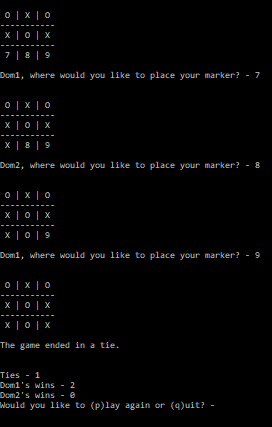 O | X | O
-----------
X | O | X
-----------
7 | 8 | 9
Dom1, where would you like to place your marker? - 7
O | X | O
-----------
X | O | X
-----------
X | 8 | 9
Dom2, where would you like to place your marker? - 8
O | X | O
-----------
X | O | X
-----------
X | O | 9
Dom1, where would you like to place your marker? - 9
O | X | O
-----------
X | O | X
-----------
X | O | X
The game ended in a tie.
Ties - 1
Dom1's wins - 2
Dom2's wins - 0
Would you like to (p)lay again or (q)uit? -